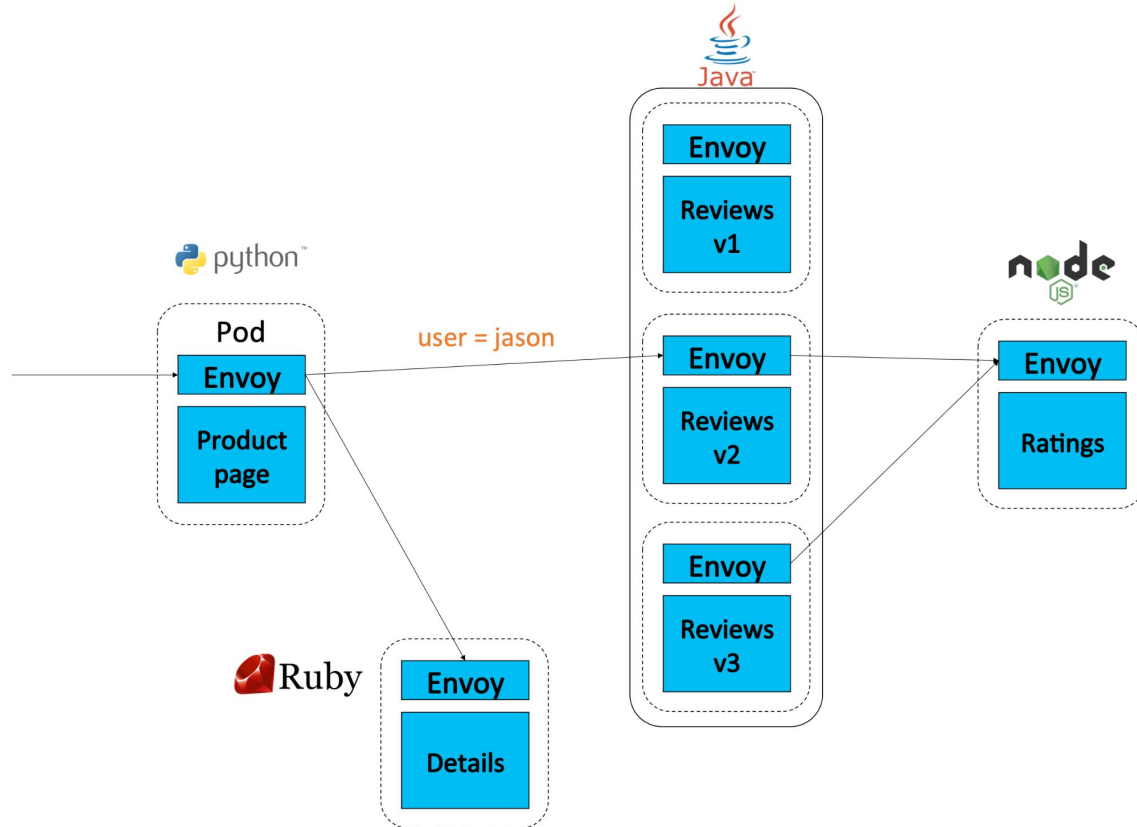 Java
Envoy
Reviews
v1
python™
node
JS
Pod
user = jason
Envoy
Product
page
Envoy
Reviews
v2
Envoy
Ratings
Envoy
Reviews
v3
Ruby
Envoy
Details